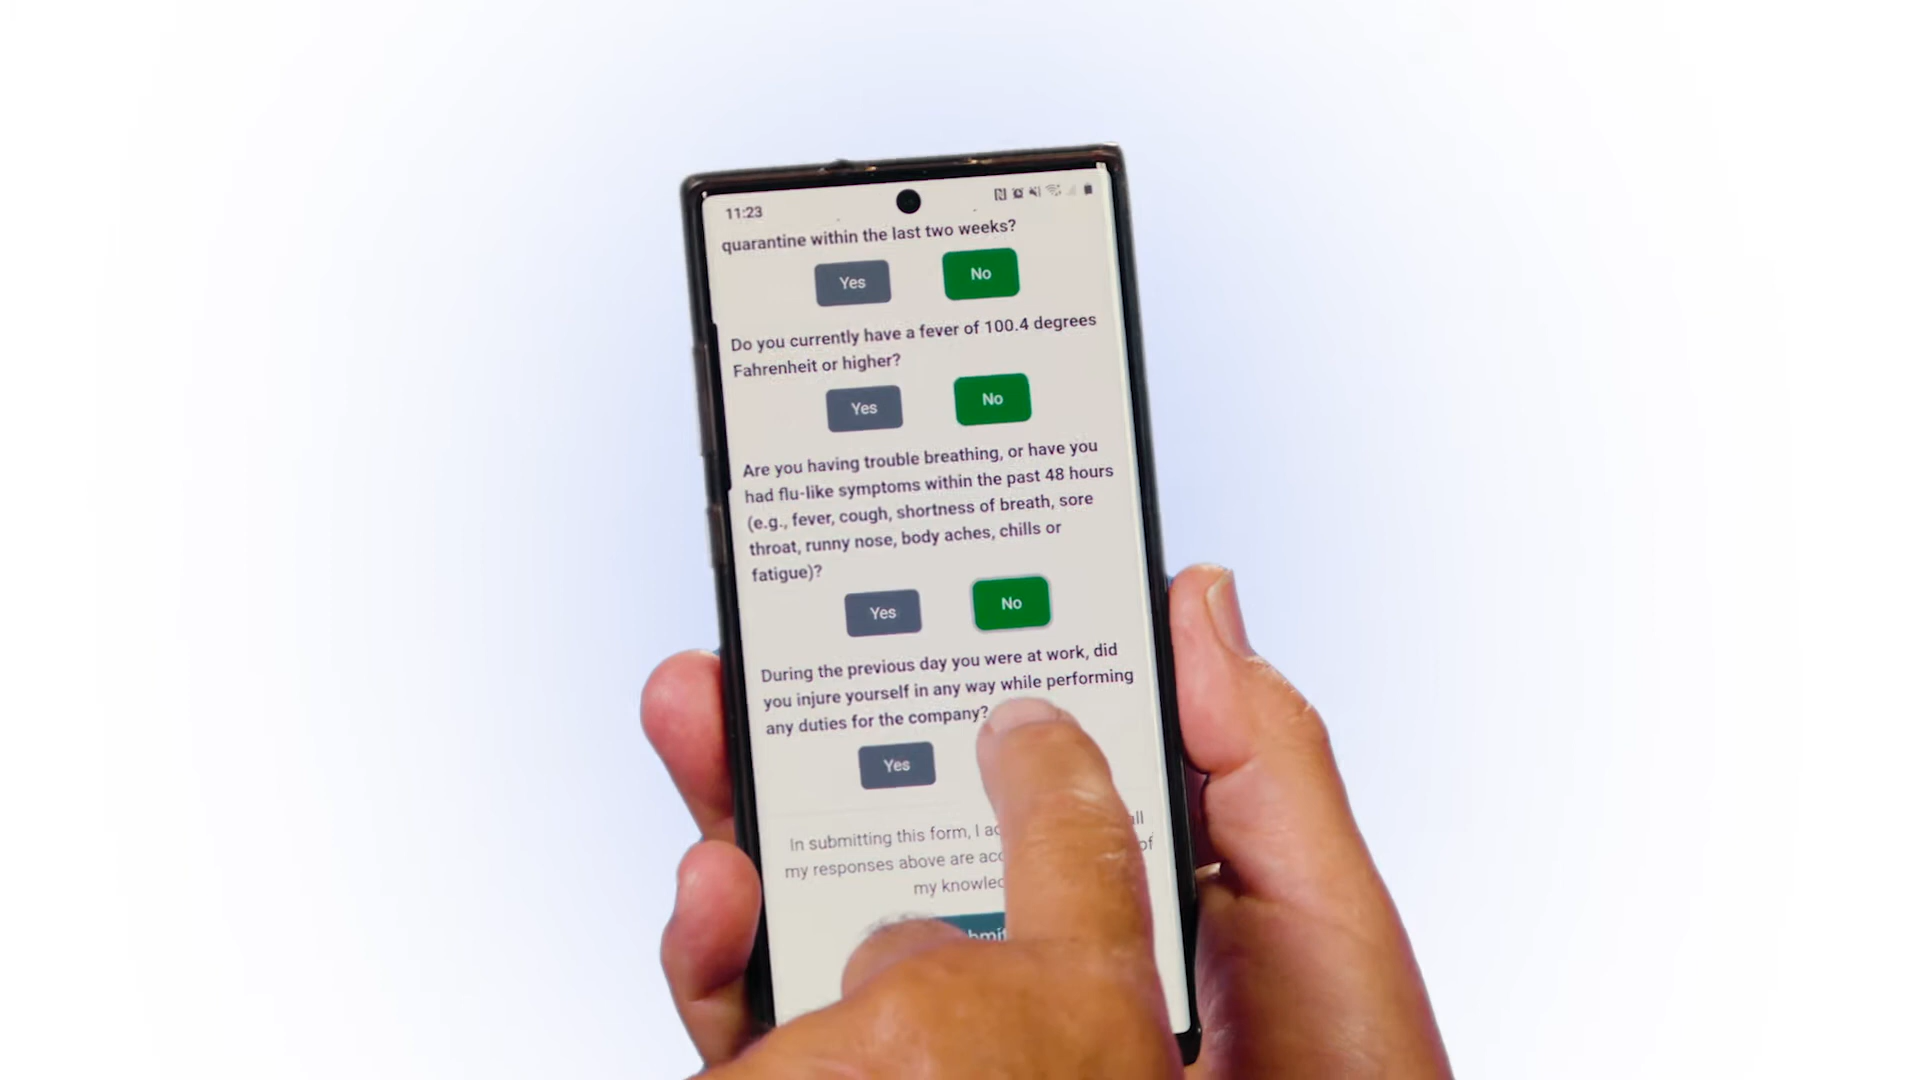 11:23
quarantine within the last two weeks?
Yes No
Do you currently have a fever of 100.4 degrees
Fahrenheit or higher?
Yes No
Are you having trouble breathing, or have you
had flu-like symptoms within the past 48 hours
(e.g., fever, cough, shortness of breath, sore
throat, runny nose, body aches, chills or
fatigue)?
Yes No
During the previous day you were at work, did
you injure yourself in any way while performing
any duties for the company?
Yes
In submitting this form, I
my responses above are of
my